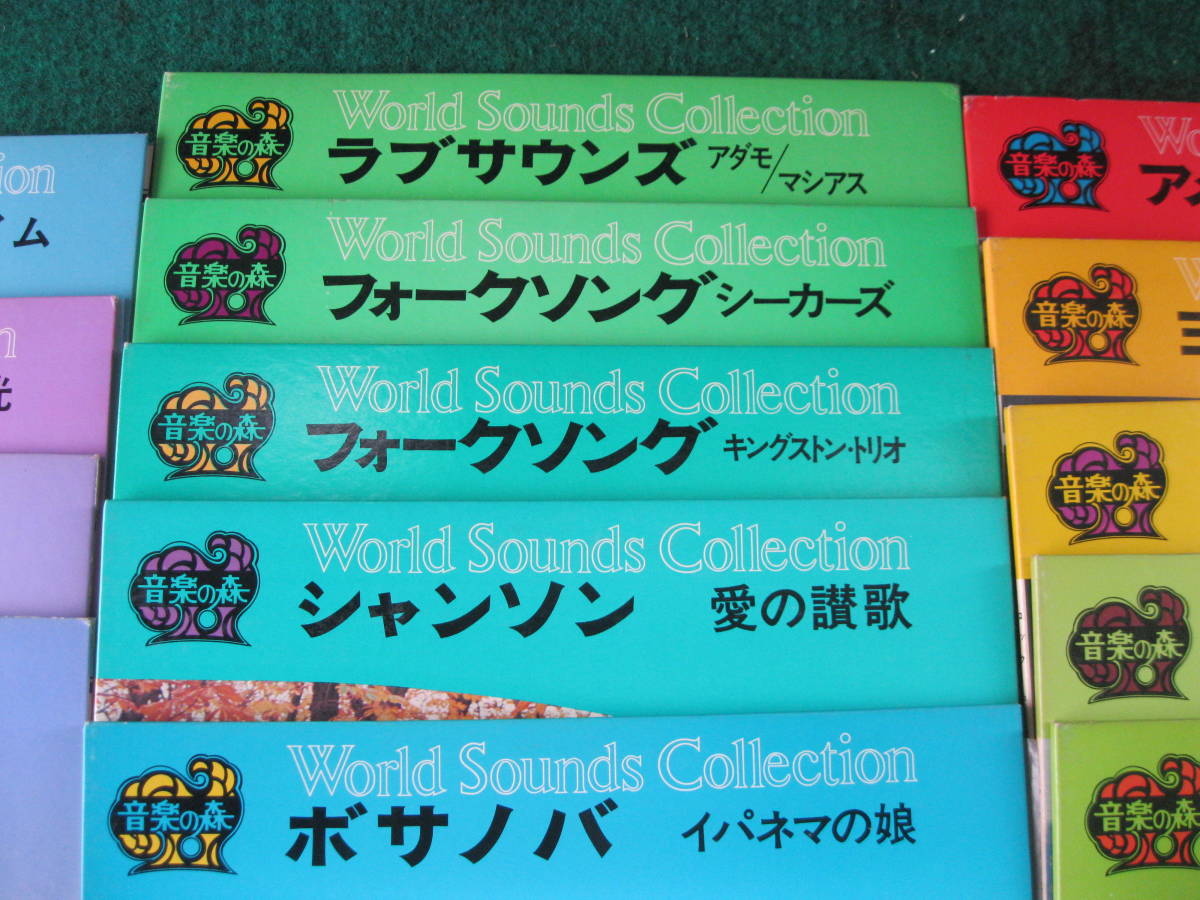 World Sounds Collection
音楽の森
ラブサウンズ アダモ/マシアス
World Sounds Collection
音楽の森
フォークソング シーカーズ
World Sounds Collection
音楽の森
フォークソング キングストン・トリオ
World Sounds Collection
音楽の森
シャンソン 愛の讃歌
World Sounds Collection
音楽の森
ボサノバ イパネマの娘
音楽の森
音楽の森
音楽の森
音楽の森
音楽の森